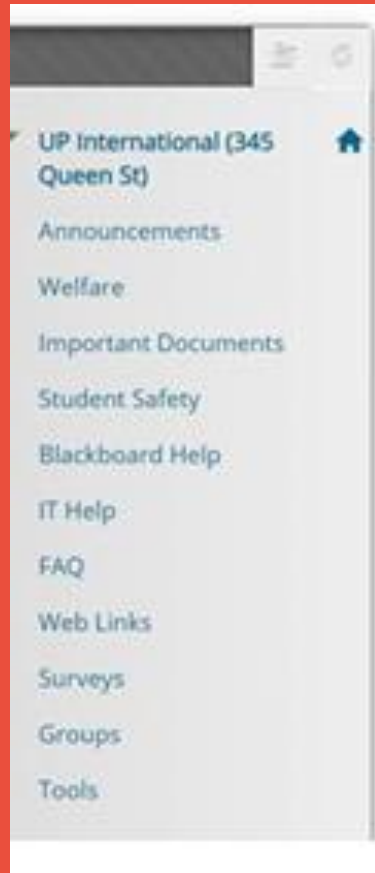 UP International (345
Queen St)
Announcements
Welfare
Important Documents
Student Safety
Blackboard Help
IT Help
FAQ
Web Links
Surveys
Groups
Tools